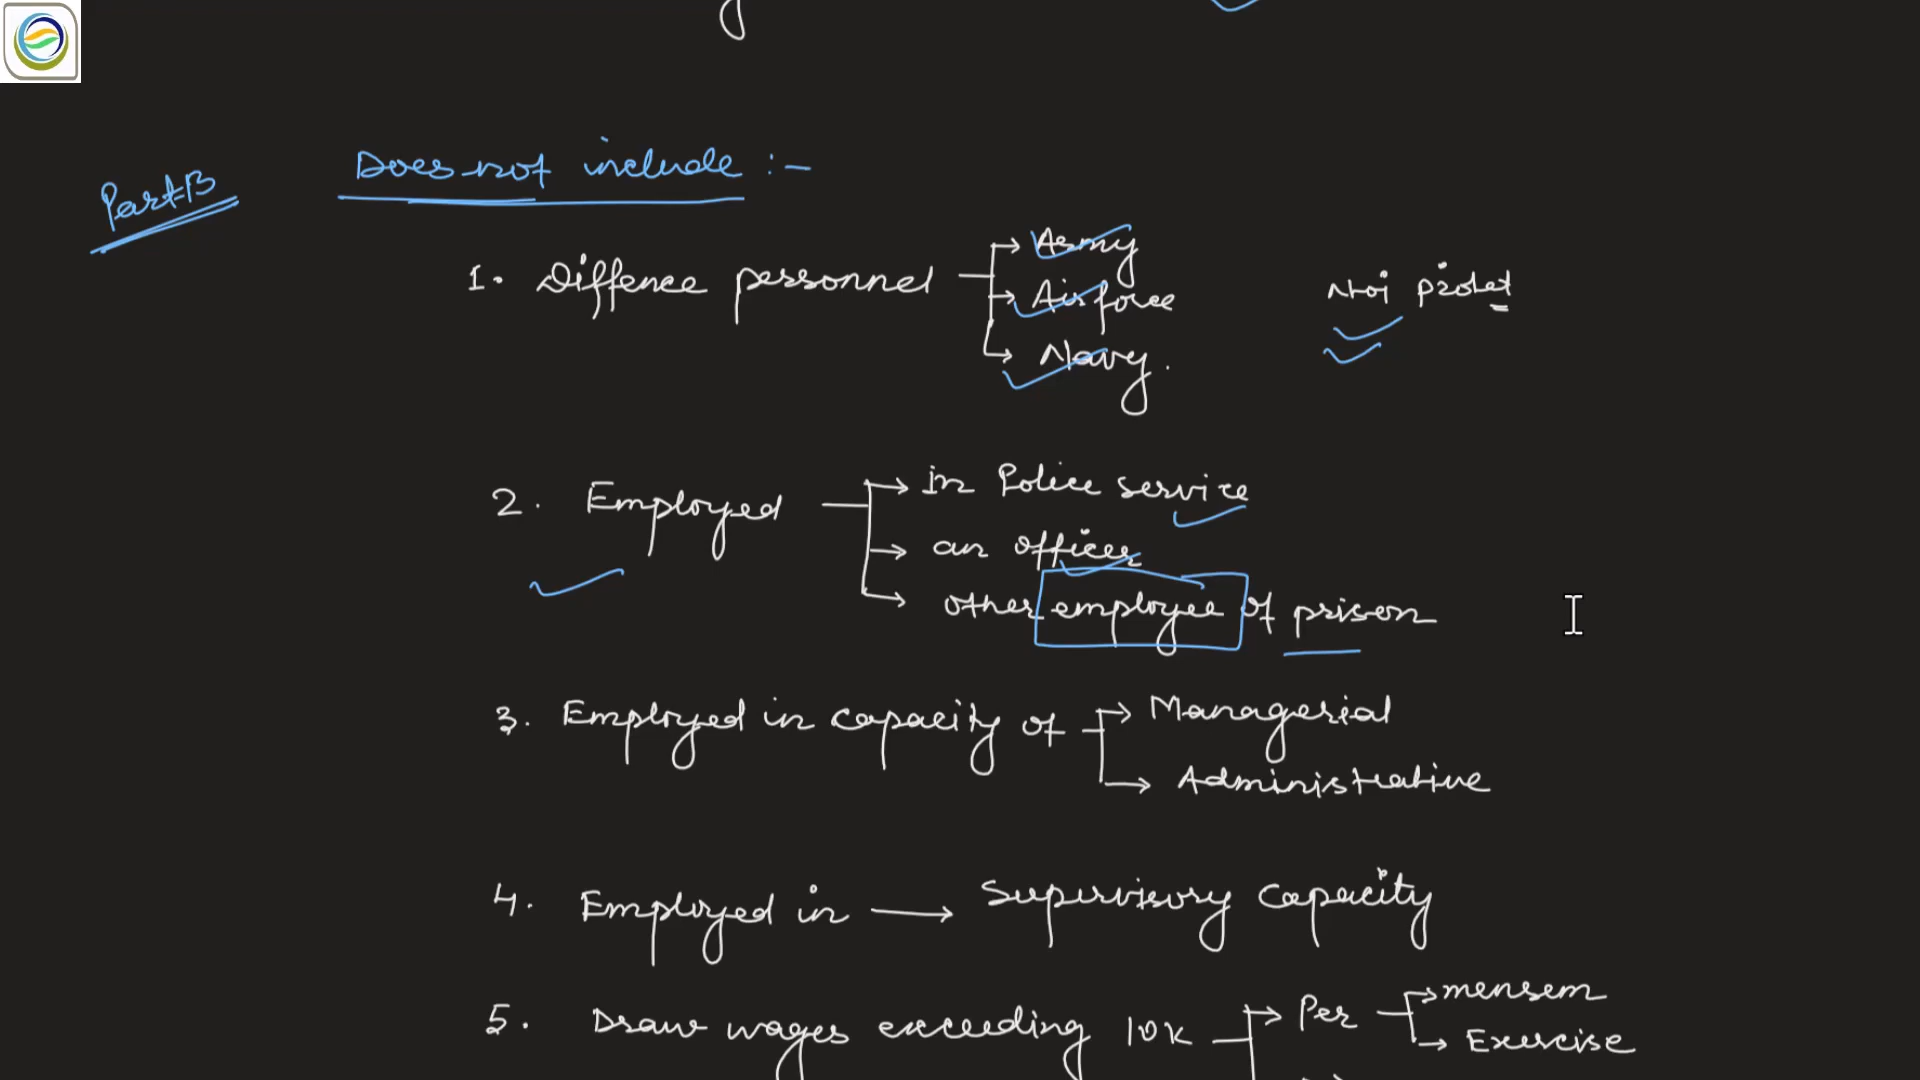 Part B
Does not include :-
1. Diffence personnel
Army
Airforce
Navy.
2. Employed
in Police service
an officer
other employee of prison
3. Employed in capacity of
Managerial
Administrative
4. Employed in → Supervisory capacity
5. Draw wages exceeding 10K
Per
mensem
Exercise